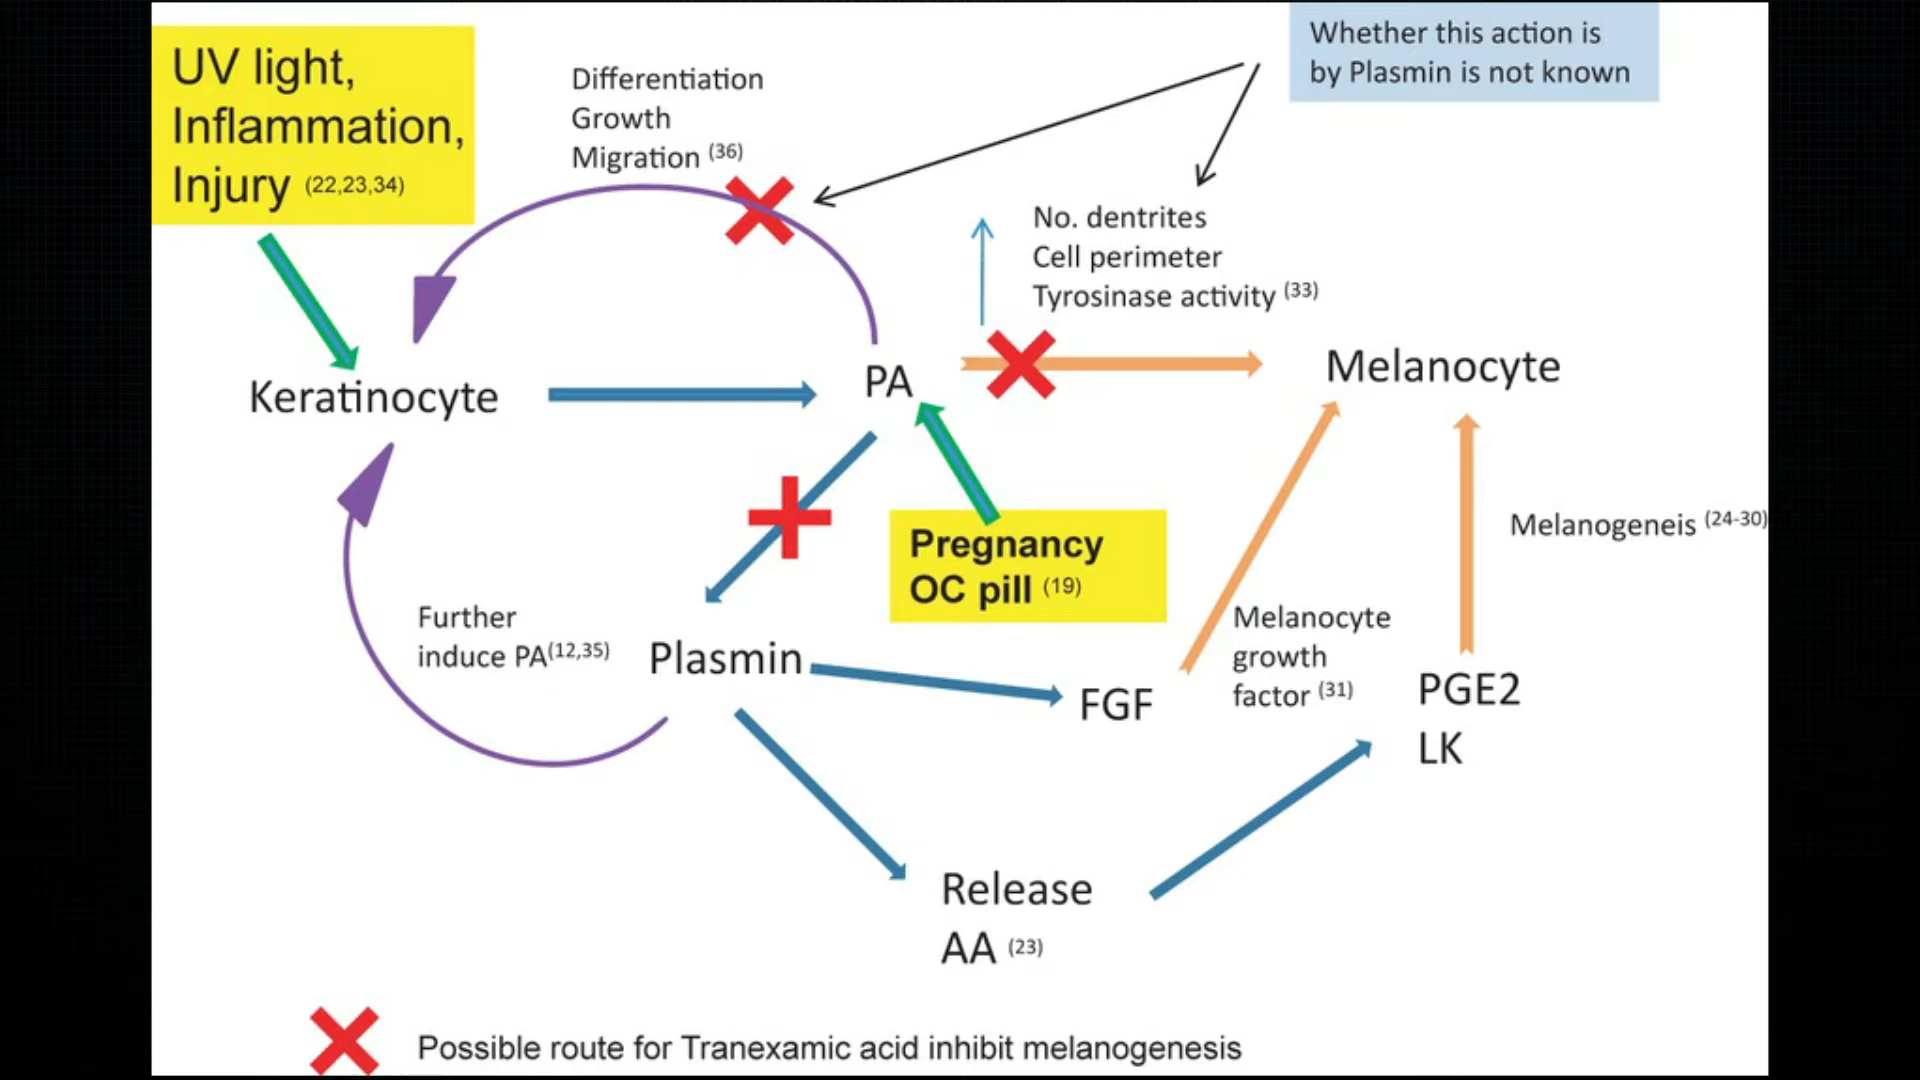 UV light,
Inflammation,
Injury (22,23,34)
Differentiation
Growth
Migration (36)
Whether this action is
by Plasmin is not known
No. dentrites
Cell perimeter
Tyrosinase activity (33)
Keratinocyte
PA
Melanocyte
Pregnancy
OC pill (19)
Melanogeneis (24-30)
Further
induce PA(12,35)
Plasmin
FGF
Melanocyte
growth
factor (31)
PGE2
LK
Release
AA (23)
Possible route for Tranexamic acid inhibit melanogenesis